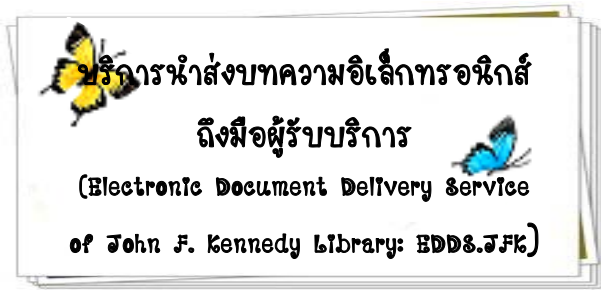 บริการนำส่งบทความอิเล็กทรอนิกส์
ถึงมือผู้รับบริการ
(Electronic Document Delivery Service
of John F. Kennedy Library: EDDS.JFK)